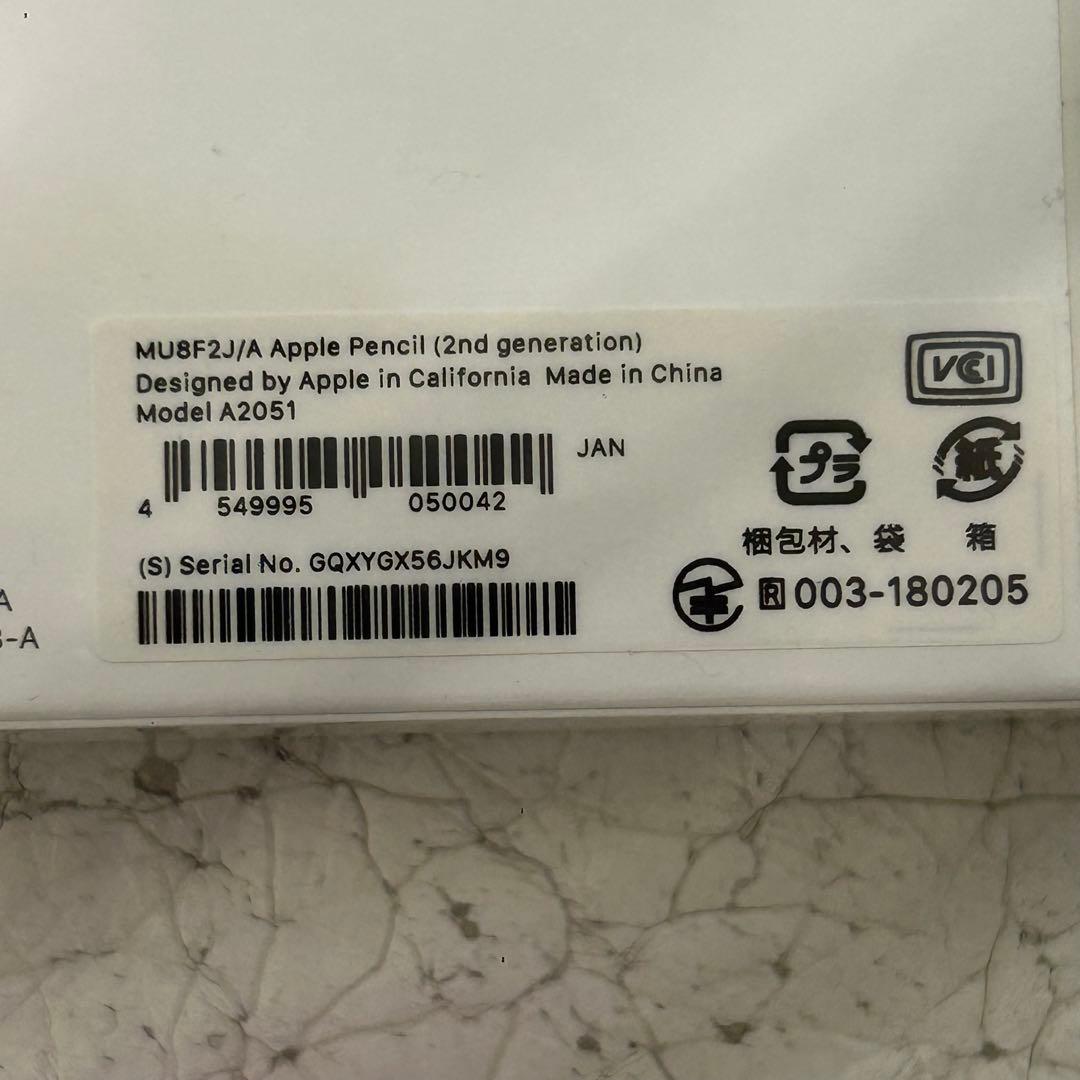 MU8F2J/A Apple Pencil (2nd generation)
Designed by Apple in California Made in China
Model A2051
JAN
4 549995 050042
(S) Serial No. GQXYGX56JKM9
VCCI
プラ
紙
梱包材、袋
箱
R 003-180205
A
-A